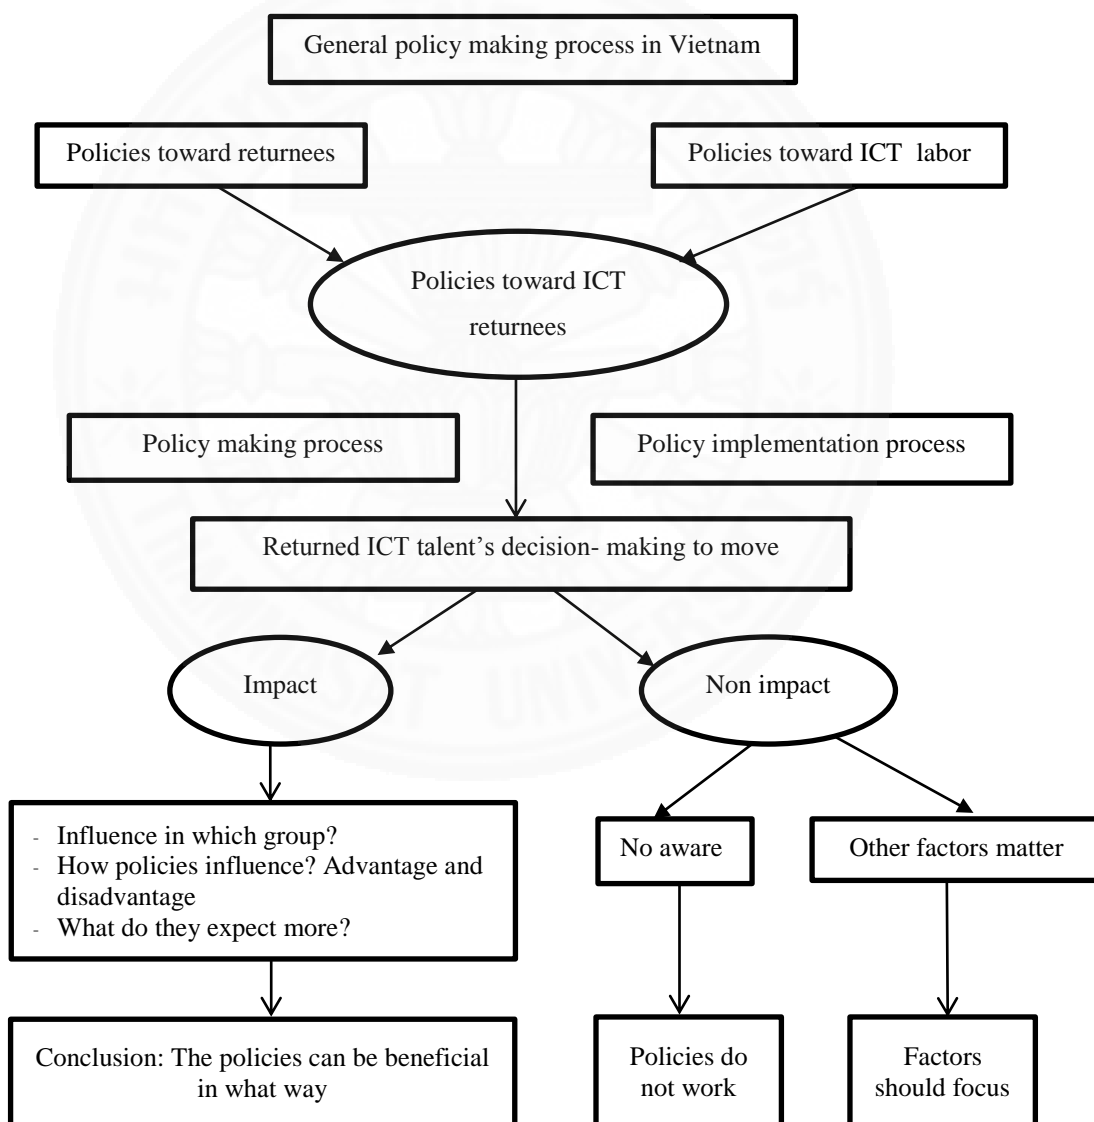 General policy making process in Vietnam
Policies toward returnees
Policies toward ICT labor
Policies toward ICT
returnees
Policy making process
Policy implementation process
Returned ICT talent’s decision- making to move
Impact
Non impact
- Influence in which group?
- How policies influence? Advantage and
disadvantage
- What do they expect more?
No aware
Other factors matter
Conclusion: The policies can be beneficial
in what way
Policies do
not work
Factors
should focus